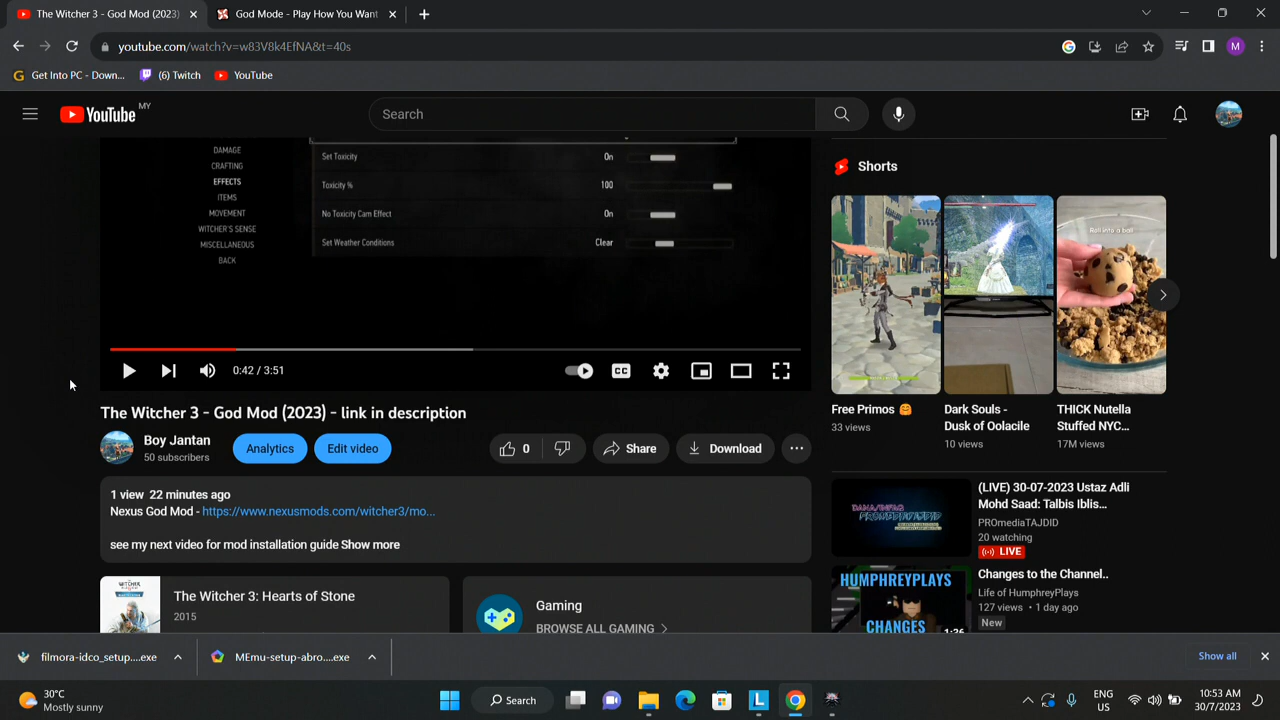 The Witcher 3 - God Mod (2023)
God Mode - Play How You Want
youtube.com/watch?v=w83V8k4EfNA&t=40s
M
Get Into PC - Down...
(6) Twitch
YouTube
YouTube MY
Search
DAMAGE
CRAFTING
EFFECTS
ITEMS
MOVEMENT
WITCHER'S SENSE
MISCELLANEOUS
BACK
Set Toxicity On
Toxicity % 100
No Toxicity Cam Effect On
Set Weather Conditions Clear
0:42 / 3:51
CC
The Witcher 3 - God Mod (2023) - link in description
Boy Jantan
50 subscribers
Analytics
Edit video
0
Share
Download
1 view 22 minutes ago
Nexus God Mod - https://www.nexusmods.com/witcher3/mo...
see my next video for mod installation guide Show more
The Witcher 3: Hearts of Stone
2015
Gaming
BROWSE ALL GAMING
Shorts
Roll into a ball
Free Primos
33 views
Dark Souls -
Dusk of Oolacile
10 views
THICK Nutella
Stuffed NYC...
17M views
(LIVE) 30-07-2023 Ustaz Adli
Mohd Saad: Talbis Iblis...
PROmediaTAJDID
20 watching
LIVE
HUMPHREYPLAYS
CHANGES
1:36
Changes to the Channel..
Life of HumphreyPlays
127 views • 1 day ago
New
filmora-idco_setup....exe
MEmu-setup-abro....exe
Show all
30°C
Mostly sunny
Search
ENG
US
10:53 AM
30/7/2023